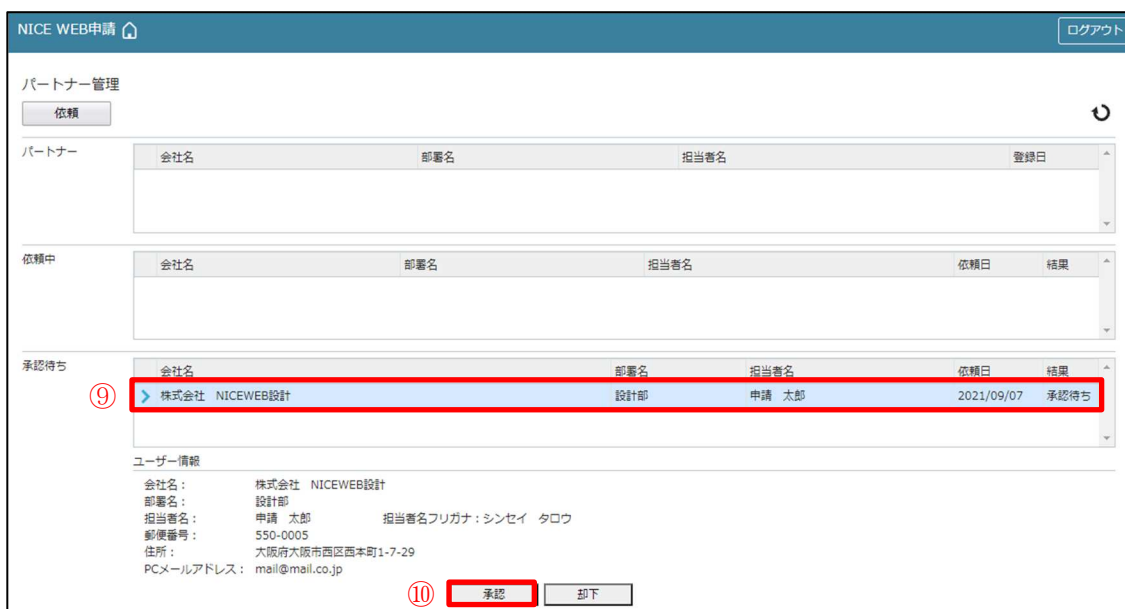 NICE WEB申請 ログアウト
パートナー管理
依頼
パートナー
会社名 部署名 担当者名 登録日
依頼中
会社名 部署名 担当者名 依頼日 結果
承認待ち
会社名 部署名 担当者名 依頼日 結果
⑨ 株式会社 NICEWEB設計 設計部 申請 太郎 2021/09/07 承認待ち
ユーザー情報
会社名: 株式会社 NICEWEB設計
部署名: 設計部
担当者名: 申請 太郎 担当者名フリガナ:シンセイ タロウ
郵便番号: 550-0005
住所: 大阪府大阪市西区西本町1-7-29
PCメールアドレス: mail@mail.co.jp
⑩ 承認 却下